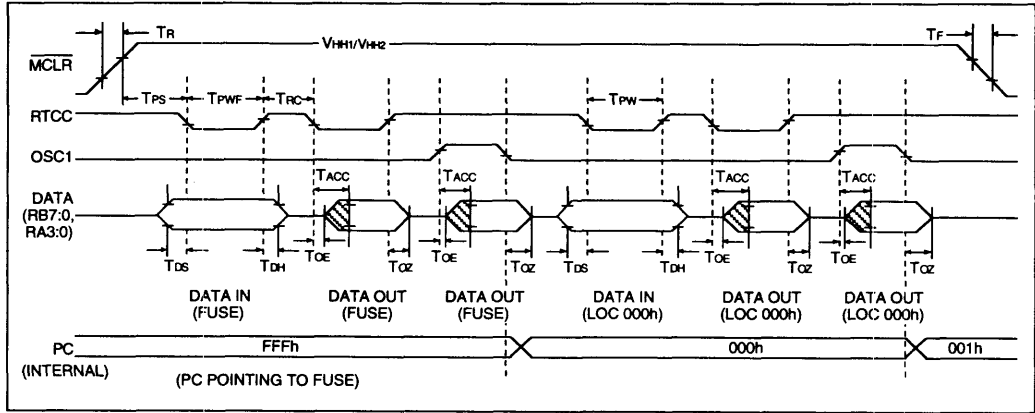 TR VHH1/VHH2 TF
MCLR
TPS TPWF TRC TPW
RTCC
OSC1
TACC TACC TACC TACC
DATA
(RB7:0,
RA3:0)
TDS TDH TOE TOZ TOE TOZ TDS TDH TOE TOZ TOE TOZ
DATA IN DATA OUT DATA OUT DATA IN DATA OUT DATA OUT
(FUSE) (FUSE) (FUSE) (LOC 000h) (LOC 000h) (LOC 000h)
PC FFFh 000h 001h
(INTERNAL)
(PC POINTING TO FUSE)